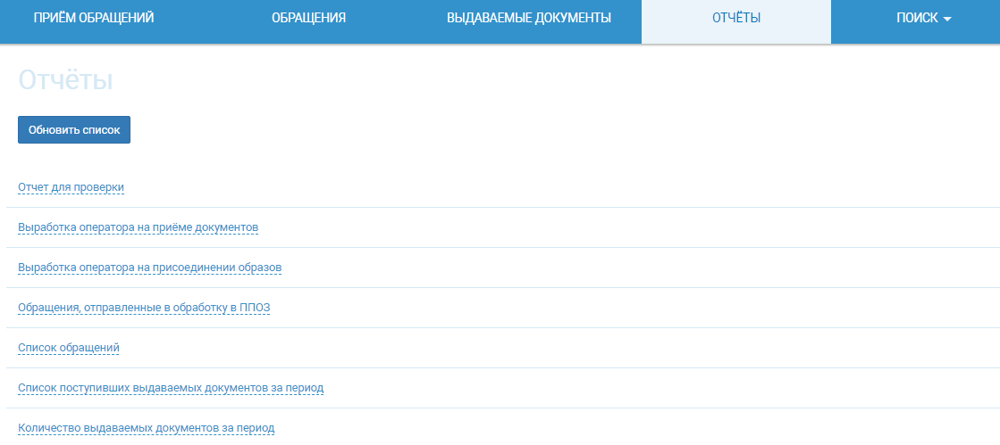 ПРИЁМ ОБРАЩЕНИЙ ОБРАЩЕНИЯ ВЫДАВАЕМЫЕ ДОКУМЕНТЫ ОТЧЁТЫ ПОИСК
Отчёты
Обновить список
Отчет для проверки
Выработка оператора на приёме документов
Выработка оператора на присоединении образов
Обращения, отправленные в обработку в ППОЗ
Список обращений
Список поступивших выдаваемых документов за период
Количество выдаваемых документов за период